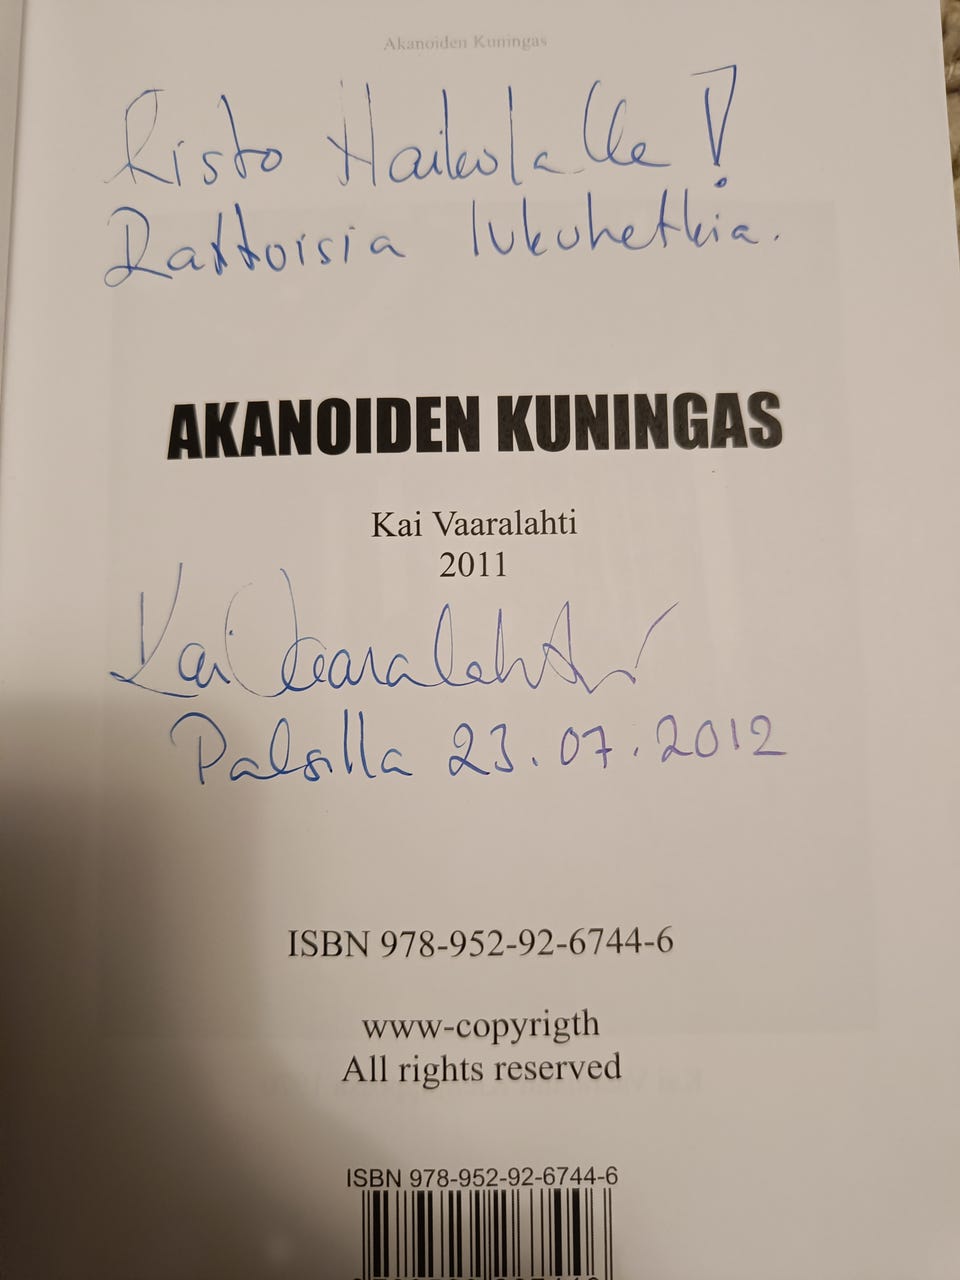 Akanoiden Kuningas
Risto Haikolalle!
Rattoisia lukuhetkiä.
AKANOIDEN KUNINGAS
Kai Vaaralahti
2011
Kai Vaaralahti
23.07.2012
ISBN 978-952-92-6744-6
www-copyrigth
All rights reserved
ISBN 978-952-92-6744-6